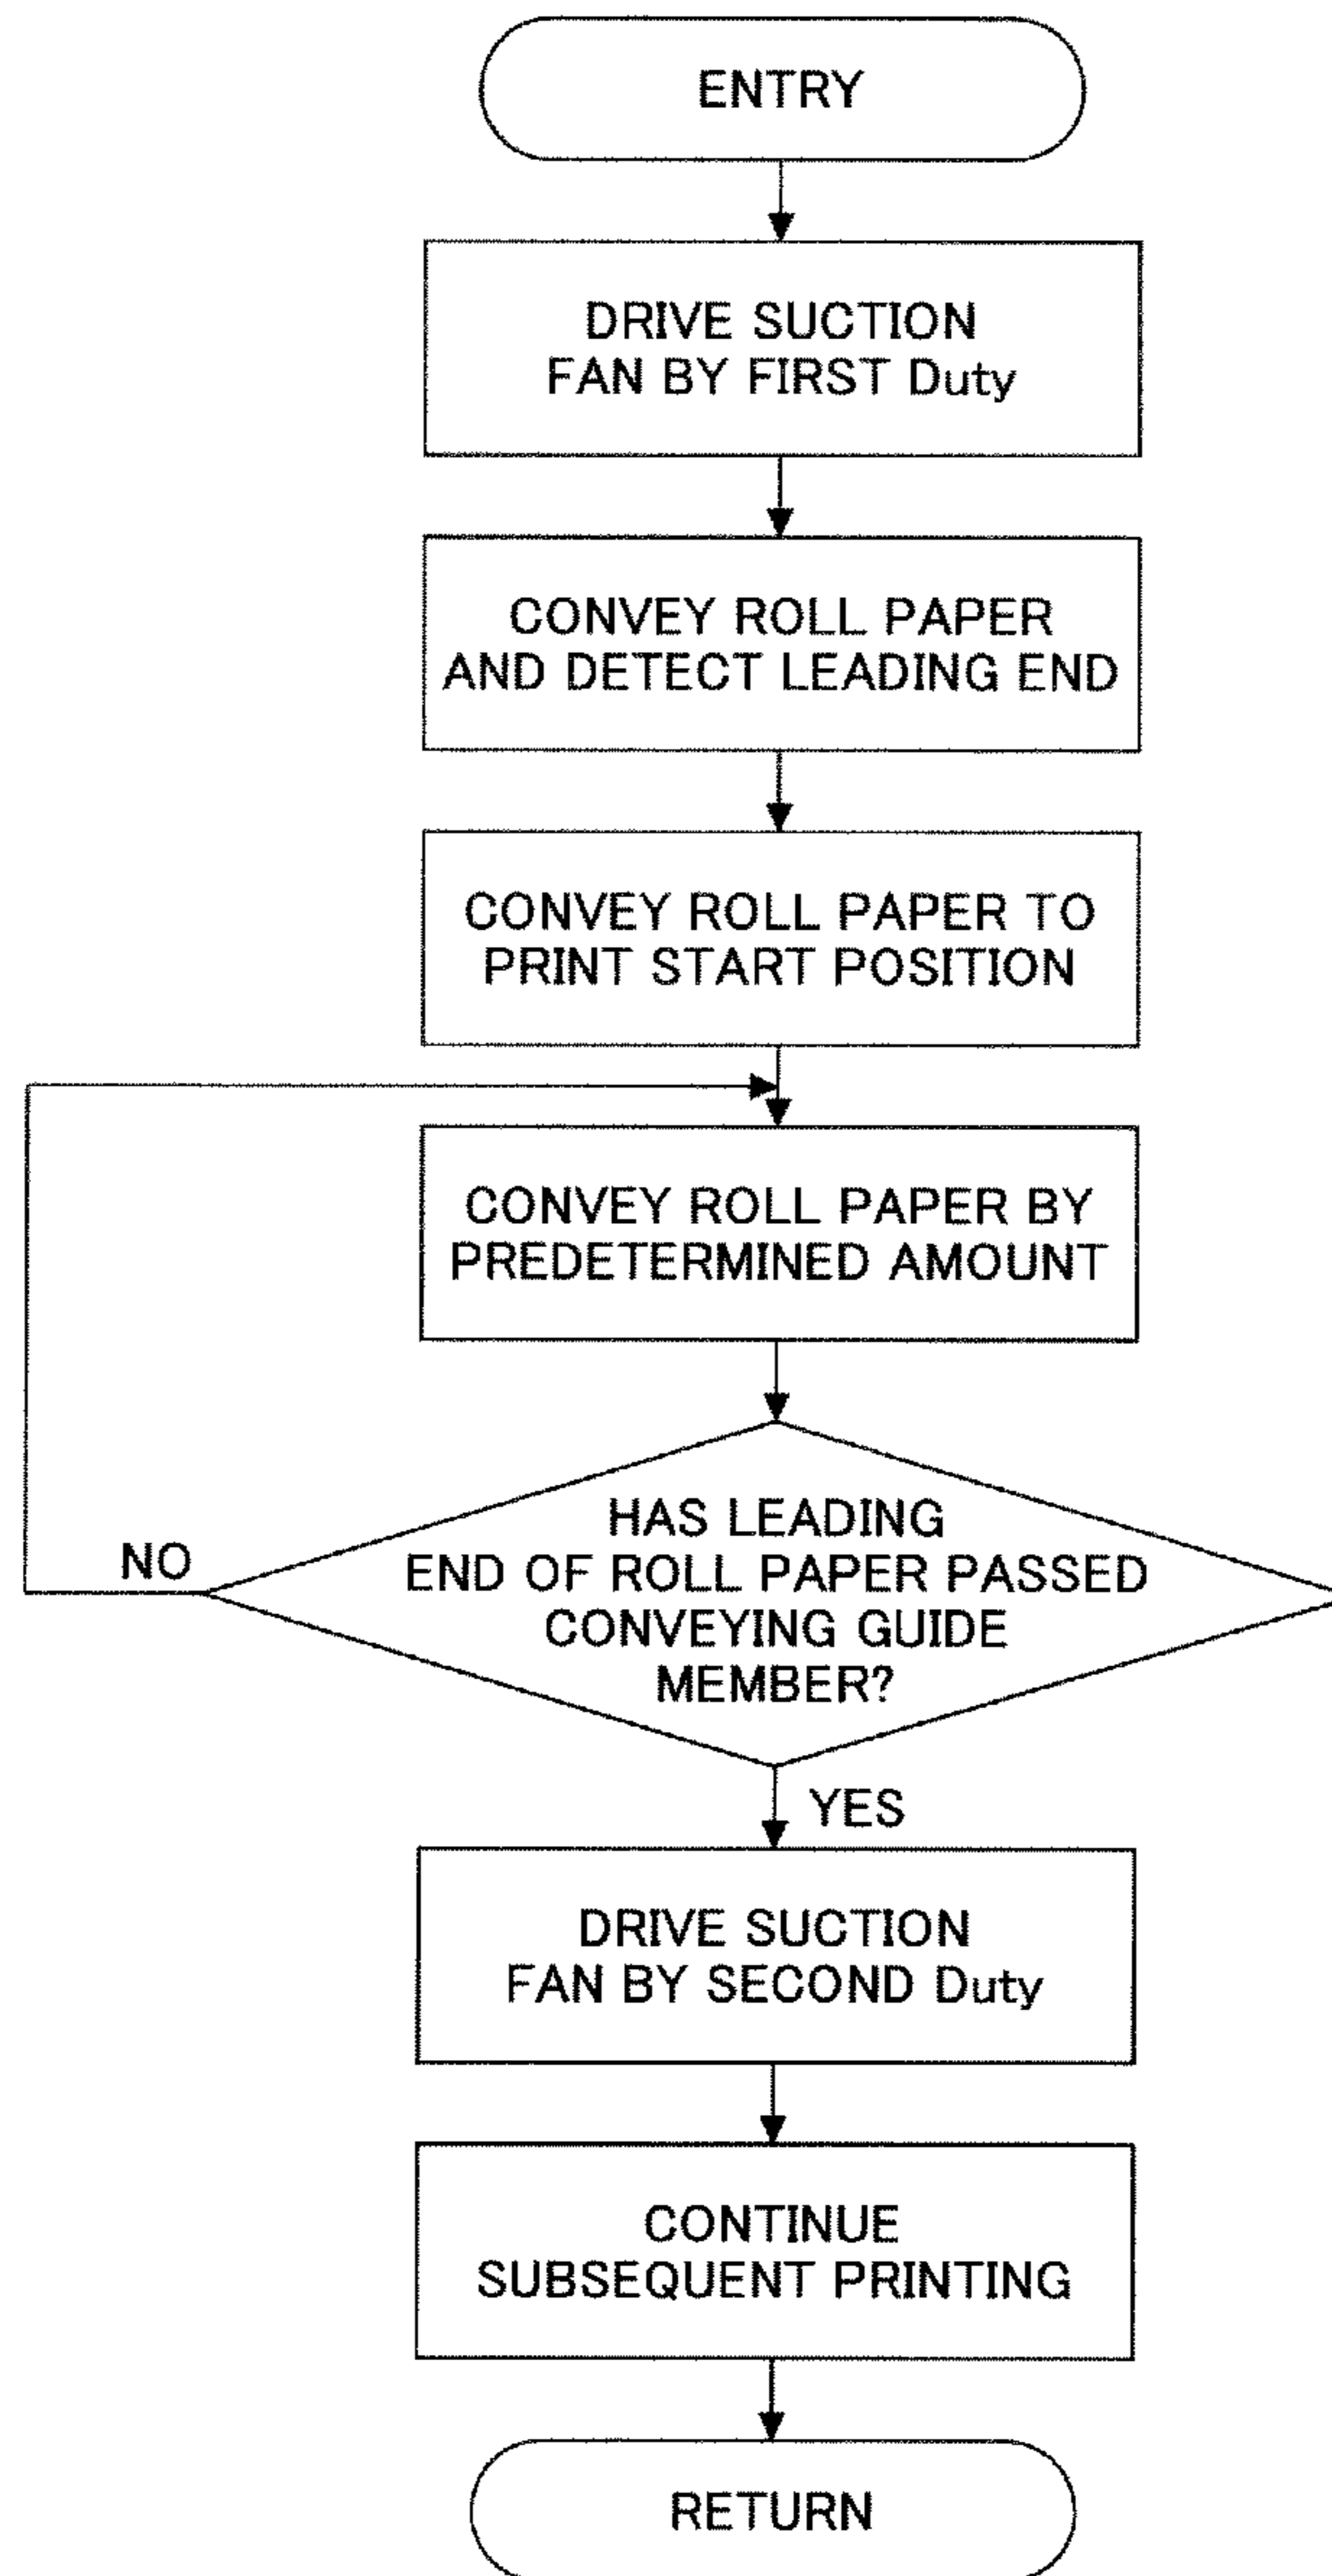 ENTRY
DRIVE SUCTION
FAN BY FIRST Duty
CONVEY ROLL PAPER
AND DETECT LEADING END
CONVEY ROLL PAPER TO
PRINT START POSITION
CONVEY ROLL PAPER BY
PREDETERMINED AMOUNT
HAS LEADING
END OF ROLL PAPER PASSED
CONVEYING GUIDE
MEMBER?
NO
YES
DRIVE SUCTION
FAN BY SECOND Duty
CONTINUE
SUBSEQUENT PRINTING
RETURN